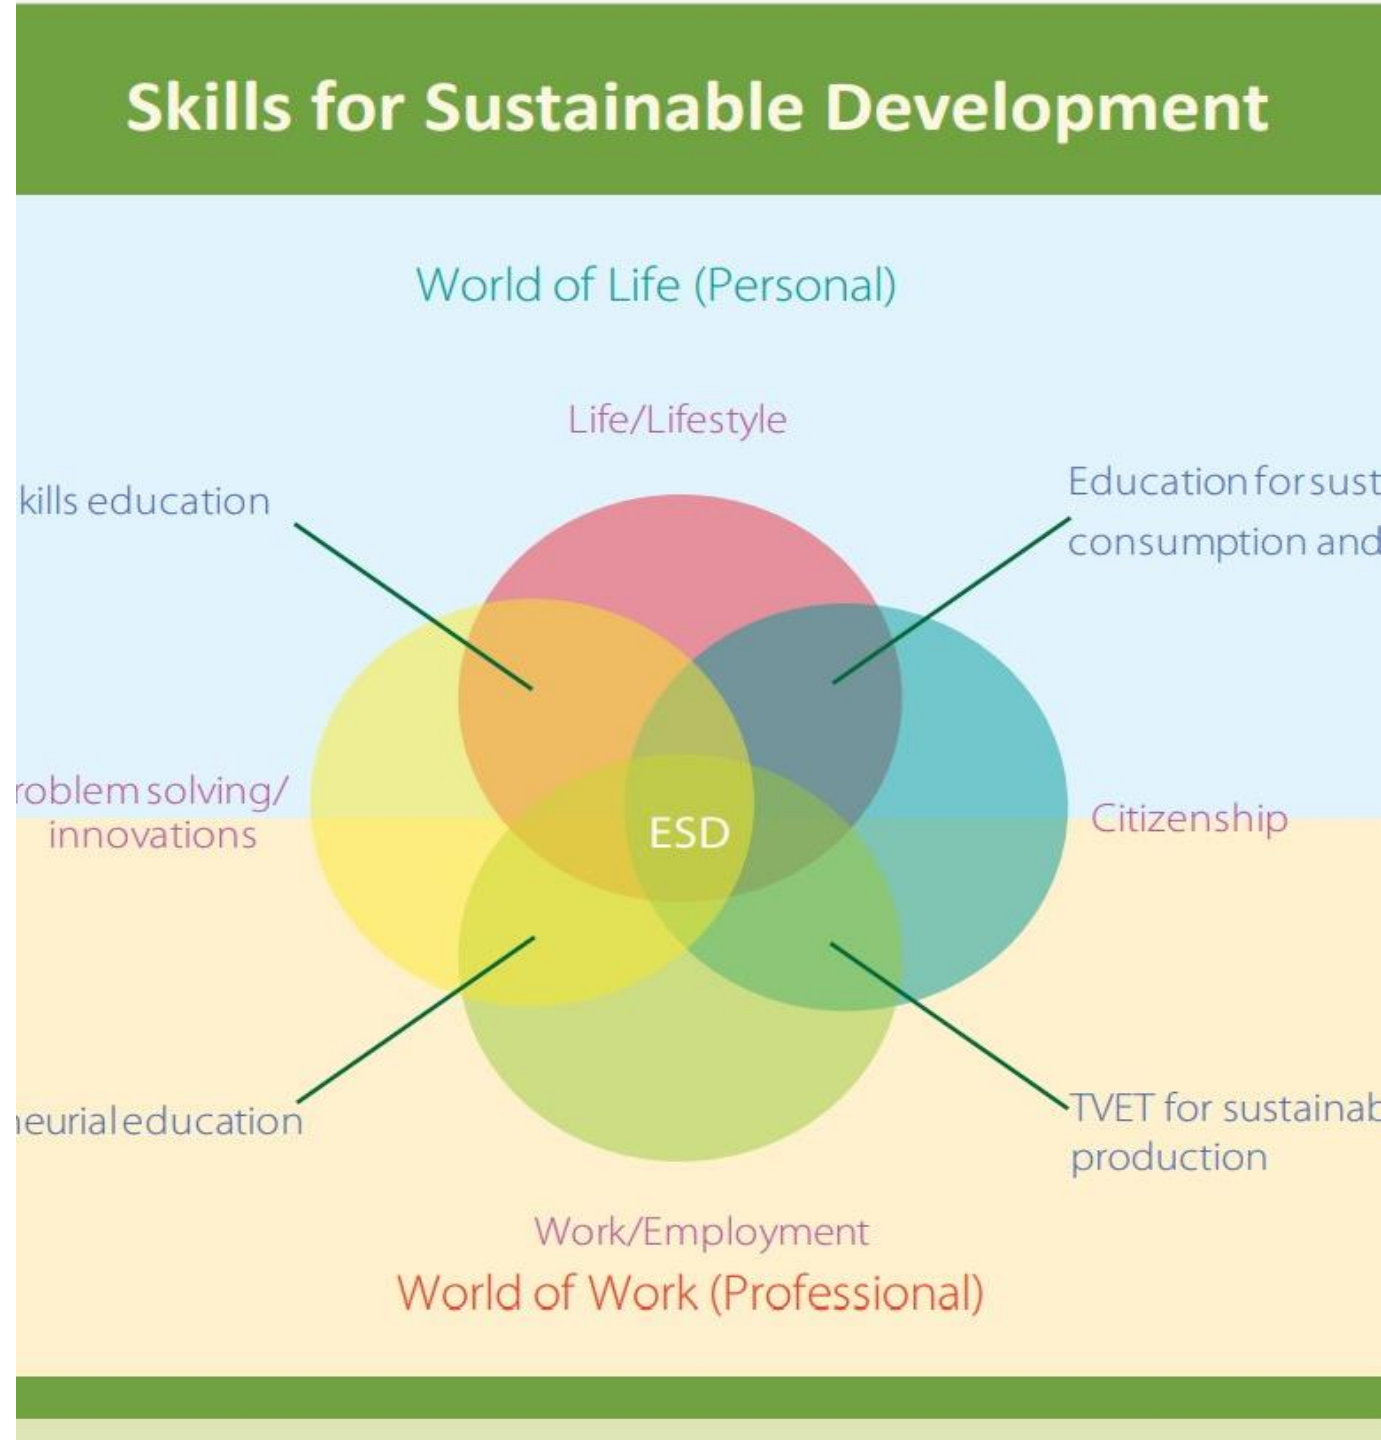 Skills for Sustainable Development
World of Life (Personal)
Life/Lifestyle
kills education
Education for sust
consumption and
roblem solving/
innovations
ESD
Citizenship
neurial education
TVET for sustainab
production
Work/Employment
World of Work (Professional)